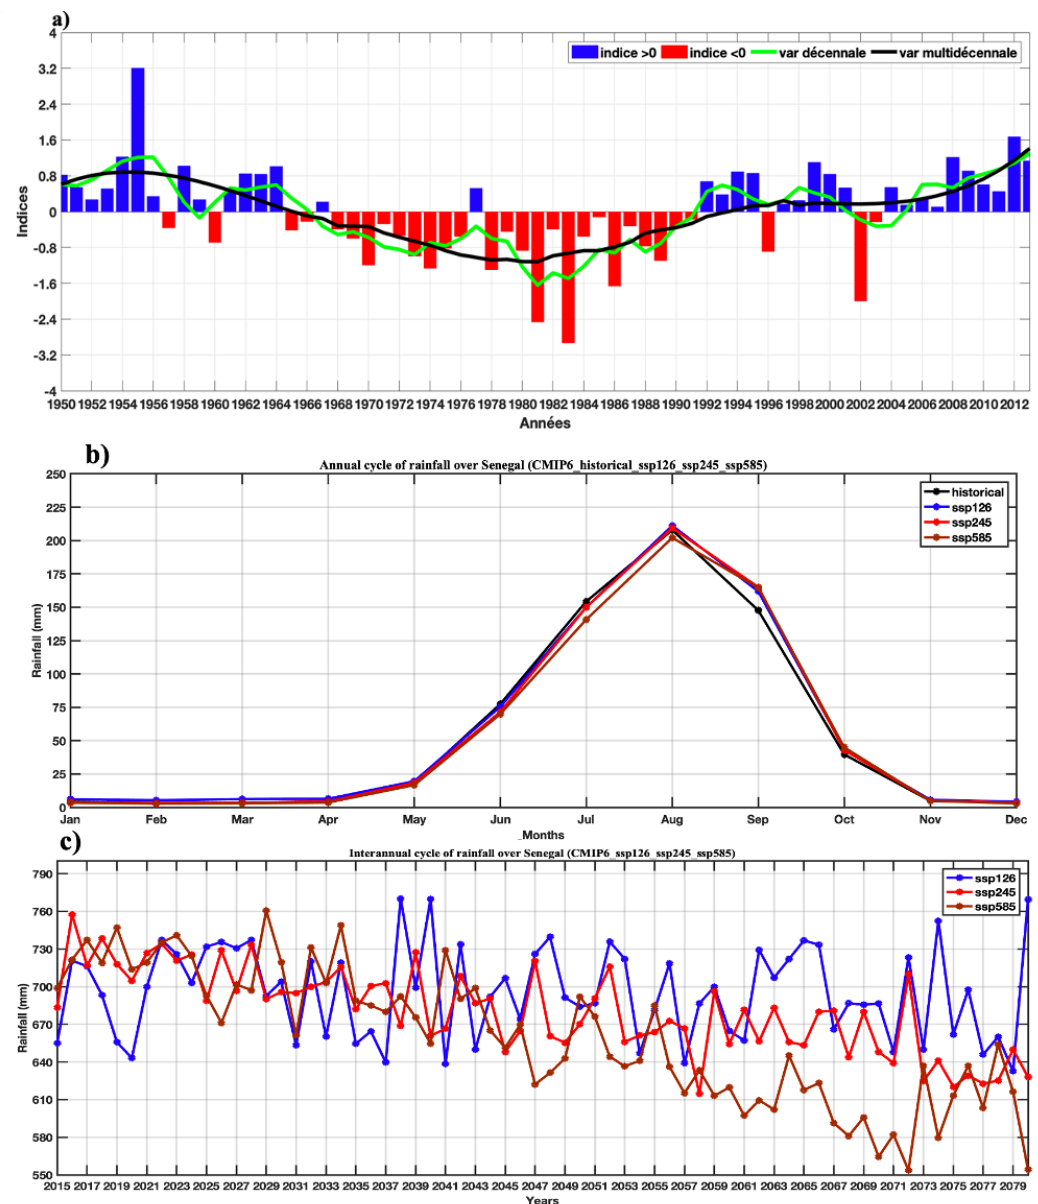 a)
4
3.2
2.4
1.6
0.8
0
-0.8
-1.6
-2.4
-3.2
-4
Indices
indice >0 indice <0 var décennale var multidécennale
1950 1952 1954 1956 1958 1960 1962 1964 1966 1968 1970 1972 1974 1976 1978 1980 1982 1984 1986 1988 1990 1992 1994 1996 1998 2000 2002 2004 2006 2008 2010 2012
Années
b)
Annual cycle of rainfall over Senegal (CMIP6_historical_ssp126_ssp245_ssp585)
250
225
200
175
150
125
100
75
50
25
0
Rainfall (mm)
historical
ssp126
ssp245
ssp585
Jan Feb Mar Apr May Jun Jul Aug Sep Oct Nov Dec
Months
c)
Interannual cycle of rainfall over Senegal (CMIP6_ssp126_ssp245_ssp585)
790
760
730
700
670
640
610
580
550
Rainfall (mm)
ssp126
ssp245
ssp585
2015 2017 2019 2021 2023 2025 2027 2029 2031 2033 2035 2037 2039 2041 2043 2045 2047 2049 2051 2053 2055 2057 2059 2061 2063 2065 2067 2069 2071 2073 2075 2077 2079
Years